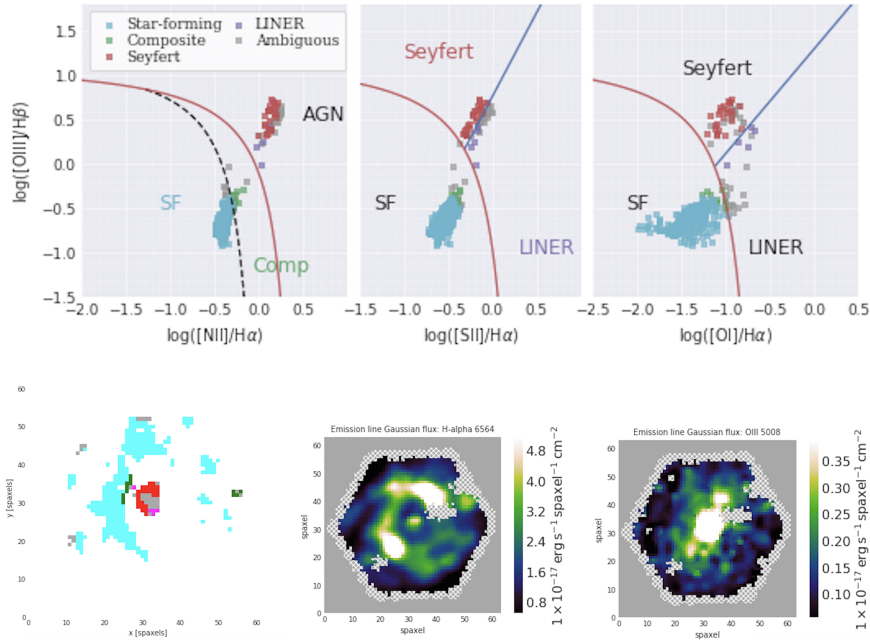 Star-forming
Composite
Seyfert
LINER
Ambiguous
AGN
SF
Comp
Seyfert
SF
LINER
Seyfert
SF
LINER
log([OIII]/Hβ)
1.5
1.0
0.5
0.0
−0.5
−1.0
−1.5
−2.0 −1.5 −1.0 −0.5 0.0 0.5
−1.0 −0.5 0.0 0.5
−2.5 −2.0 −1.5 −1.0 −0.5 0.0 0.5
log([NII]/Hα)
log([SII]/Hα)
log([OI]/Hα)
60
50
40
30
20
10
0
y [spaxels]
0 10 20 30 40 50 60
x [spaxels]
Emission line Gaussian flux: H-alpha 6564
60
50
40
30
20
10
0
spaxel
0 10 20 30 40 50 60
spaxel
4.8
4.0
3.2
2.4
1.6
0.8
1 × 10⁻¹⁷ erg s⁻¹ spaxel⁻¹ cm⁻²
Emission line Gaussian flux: OIII 5008
60
50
40
30
20
10
0
spaxel
0 10 20 30 40 50 60
spaxel
0.35
0.30
0.25
0.20
0.15
0.10
1 × 10⁻¹⁷ erg s⁻¹ spaxel⁻¹ cm⁻²